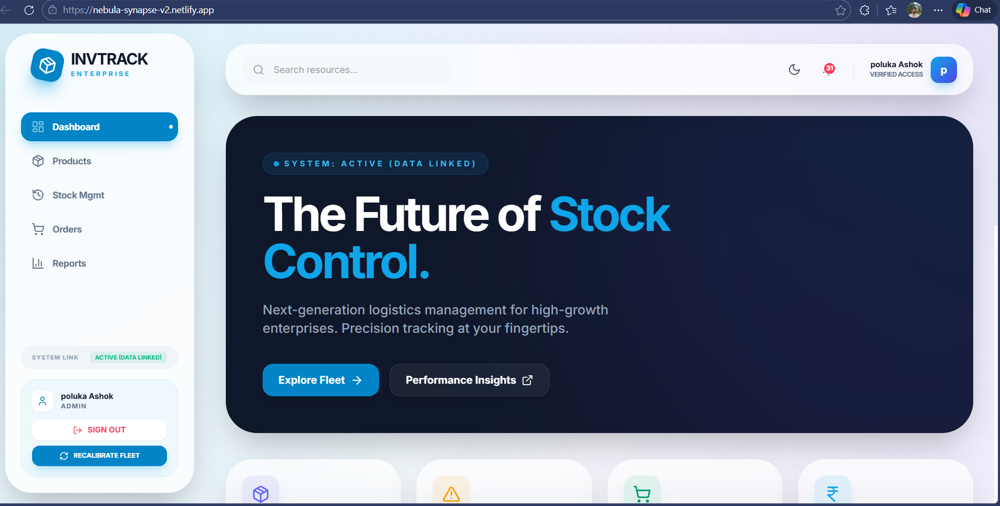 https://nebula-synapse-v2.netlify.app
Chat
INVTRACK
ENTERPRISE
Dashboard
Products
Stock Mgmt
Orders
Reports
SYSTEM LINK
ACTIVE (DATA LINKED)
poluka Ashok
ADMIN
SIGN OUT
RECALIBRATE FLEET
Search resources...
31
poluka Ashok
VERIFIED ACCESS
p
SYSTEM: ACTIVE (DATA LINKED)
The Future of Stock
Control.
Next-generation logistics management for high-growth
enterprises. Precision tracking at your fingertips.
Explore Fleet
Performance Insights
₹